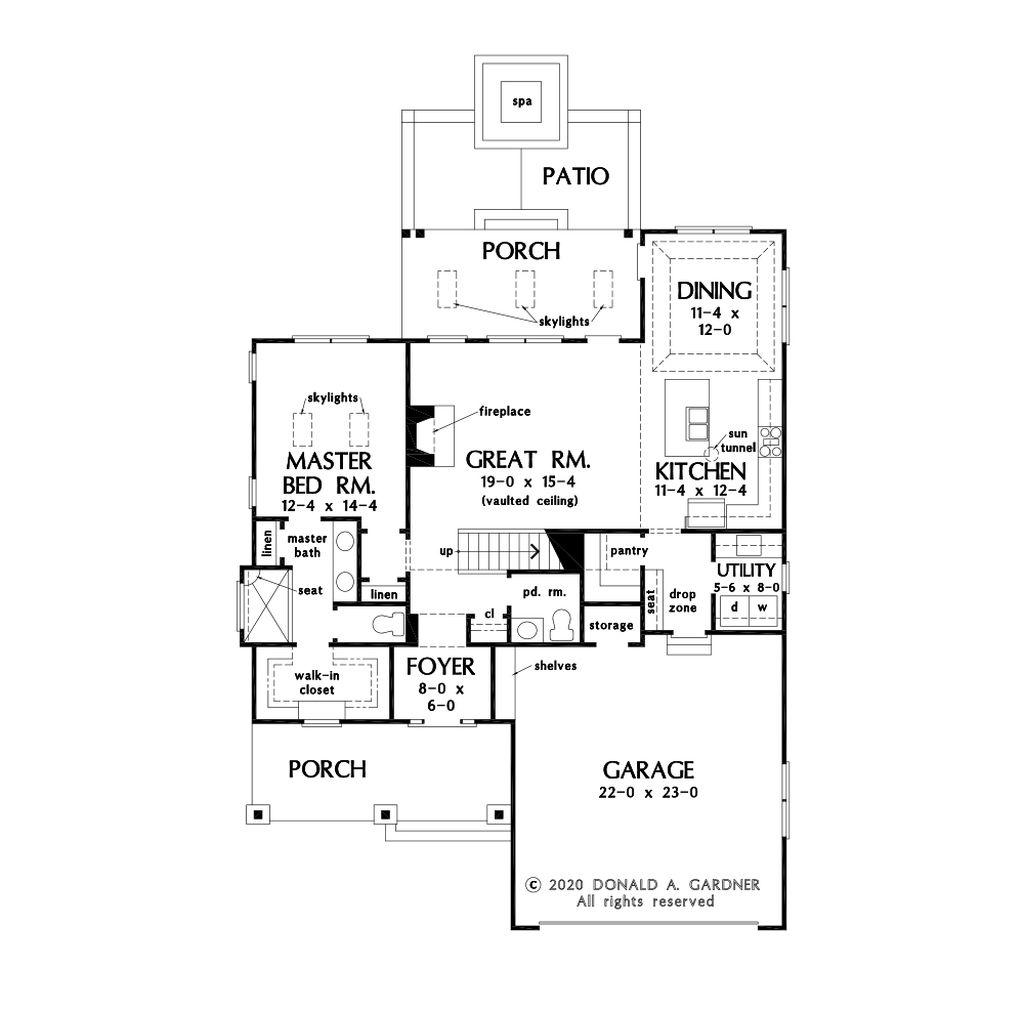 spa
PATIO
PORCH
skylights
DINING
11-4 x
12-0
skylights
fireplace
sun
tunnel
MASTER
BED RM.
12-4 x 14-4
GREAT RM.
19-0 x 15-4
(vaulted ceiling)
KITCHEN
11-4 x 12-4
linen
master
bath
up
pantry
UTILITY
5-6 x 8-0
d
w
seat
linen
pd. rm.
seat
drop
zone
cl
storage
walk-in
closet
FOYER
8-0 x
6-0
shelves
PORCH
GARAGE
22-0 x 23-0
© 2020 DONALD A. GARDNER
All rights reserved